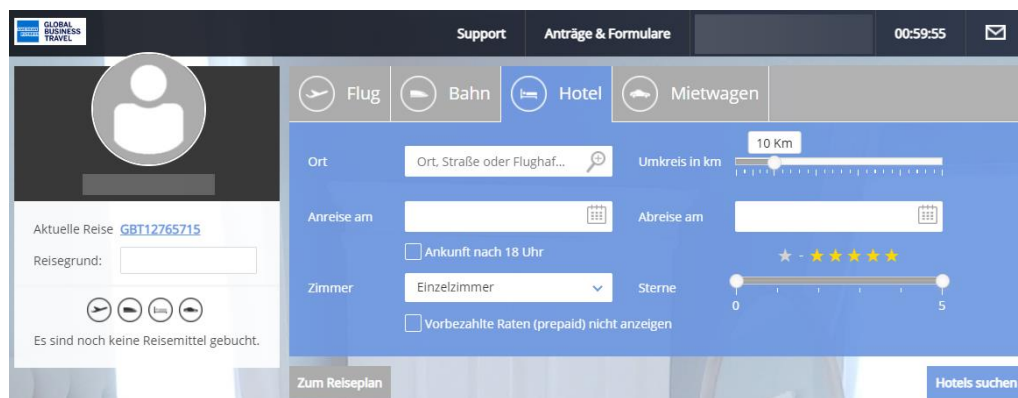 GLOBAL
BUSINESS
TRAVEL
Support Anträge & Formulare 00:59:55
Flug Bahn Hotel Mietwagen
10 Km
Ort Ort, Straße oder Flughaf... Umkreis in km
Anreise am Abreise am
Aktuelle Reise GBT12765715
Ankunft nach 18 Uhr
Reisegrund:
Zimmer Einzelzimmer Sterne
0 5
Vorbezahlte Raten (prepaid) nicht anzeigen
Es sind noch keine Reisemittel gebucht.
Zum Reiseplan Hotels suchen